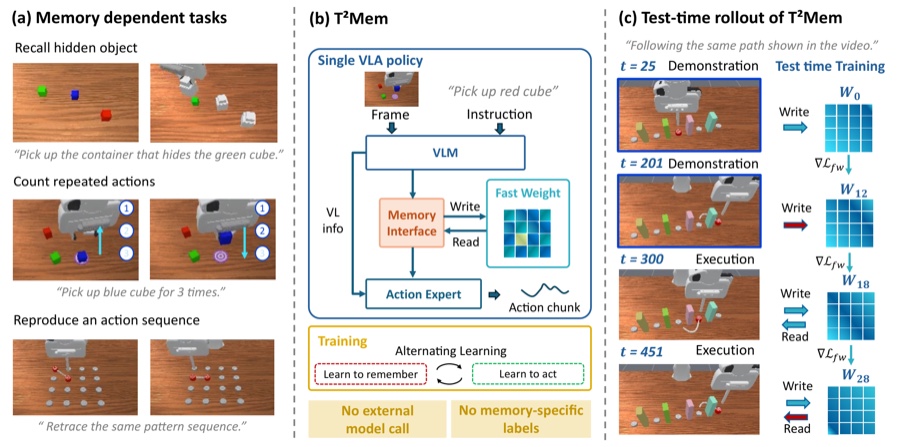 (a) Memory dependent tasks
Recall hidden object
“Pick up the container that hides the green cube.”
Count repeated actions
1
1
2
“Pick up blue cube for 3 times.”
Reproduce an action sequence
“ Retrace the same pattern sequence.”
(b) T²Mem
Single VLA policy
“Pick up red cube”
Frame
Instruction
VLM
VL
info
Memory
Interface
Write
Read
Fast Weight
Action Expert
Action chunk
Training
Alternating Learning
Learn to remember
Learn to act
No external
model call
No memory-specific
labels
(c) Test-time rollout of T²Mem
“Following the same path shown in the video.”
t = 25 Demonstration
Test time Training
W₀
Write
∇ℒfw
t = 201 Demonstration
W₁₂
Write
∇ℒfw
t = 300 Execution
W₁₈
Write
Read
∇ℒfw
t = 451 Execution
W₂₈
Write
Read